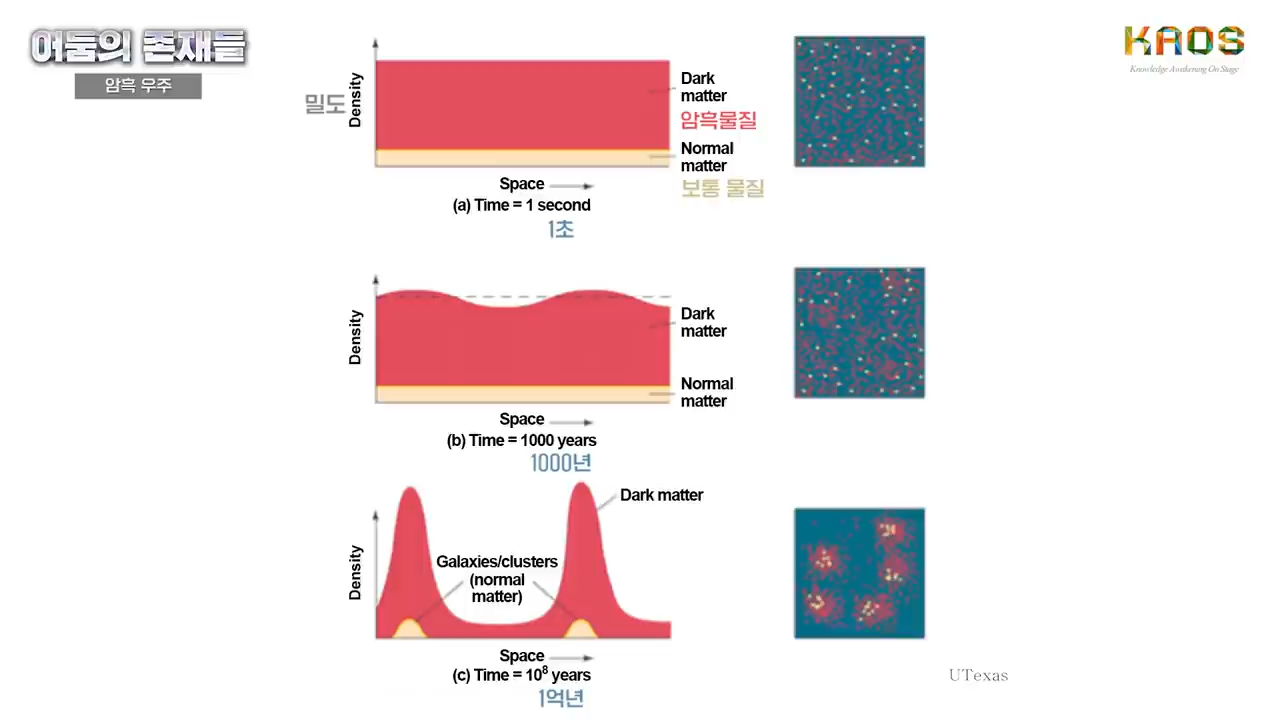 어둠의 존재들
암흑 우주
KAOS
Knowledge Awakening On Stage
밀도
Density
Dark
matter
암흑물질
Normal
matter
보통 물질
Space
(a) Time = 1 second
1초
Density
Dark
matter
Normal
matter
Space
(b) Time = 1000 years
1000년
Dark matter
Density
Galaxies/clusters
(normal
matter)
Space
(c) Time = 10⁸ years
1억년
UTexas